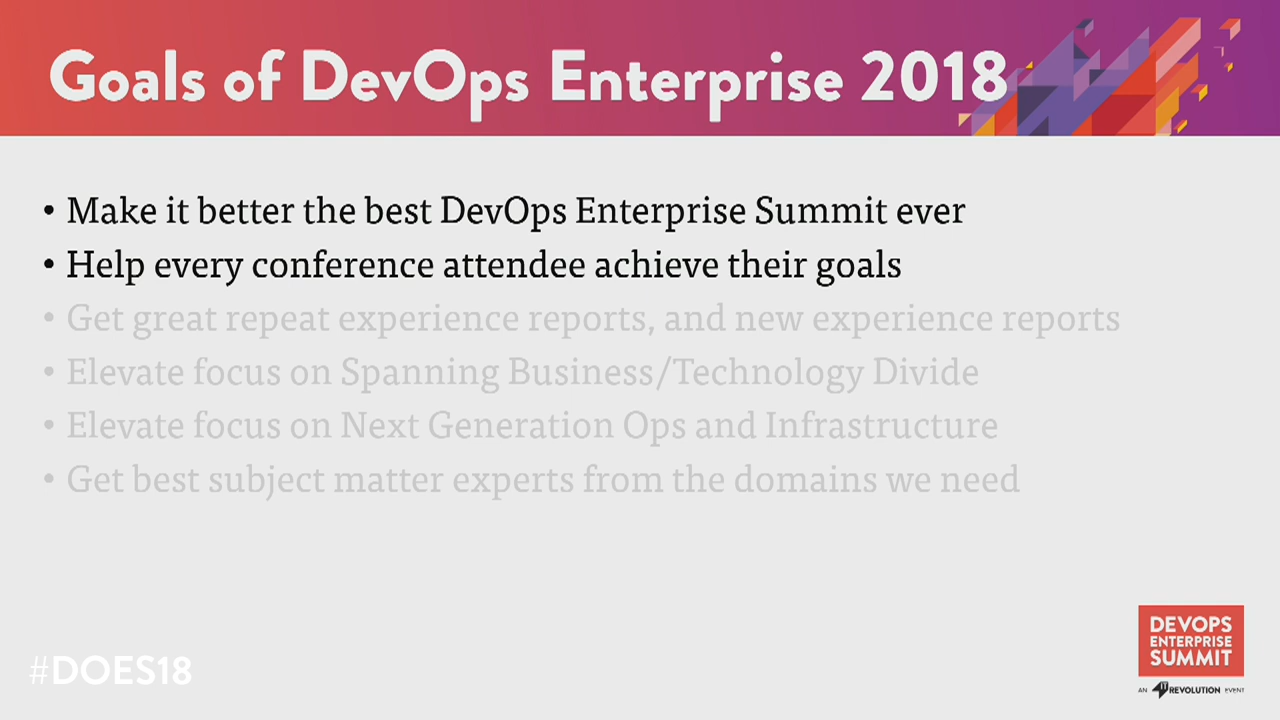 Goals of DevOps Enterprise 2018
• Make it better the best DevOps Enterprise Summit ever
• Help every conference attendee achieve their goals
• Get great repeat experience reports, and new experience reports
• Elevate focus on Spanning Business/Technology Divide
• Elevate focus on Next Generation Ops and Infrastructure
• Get best subject matter experts from the domains we need
#DOES18
DEVOPS
ENTERPRISE
SUMMIT
AN IT REVOLUTION EVENT